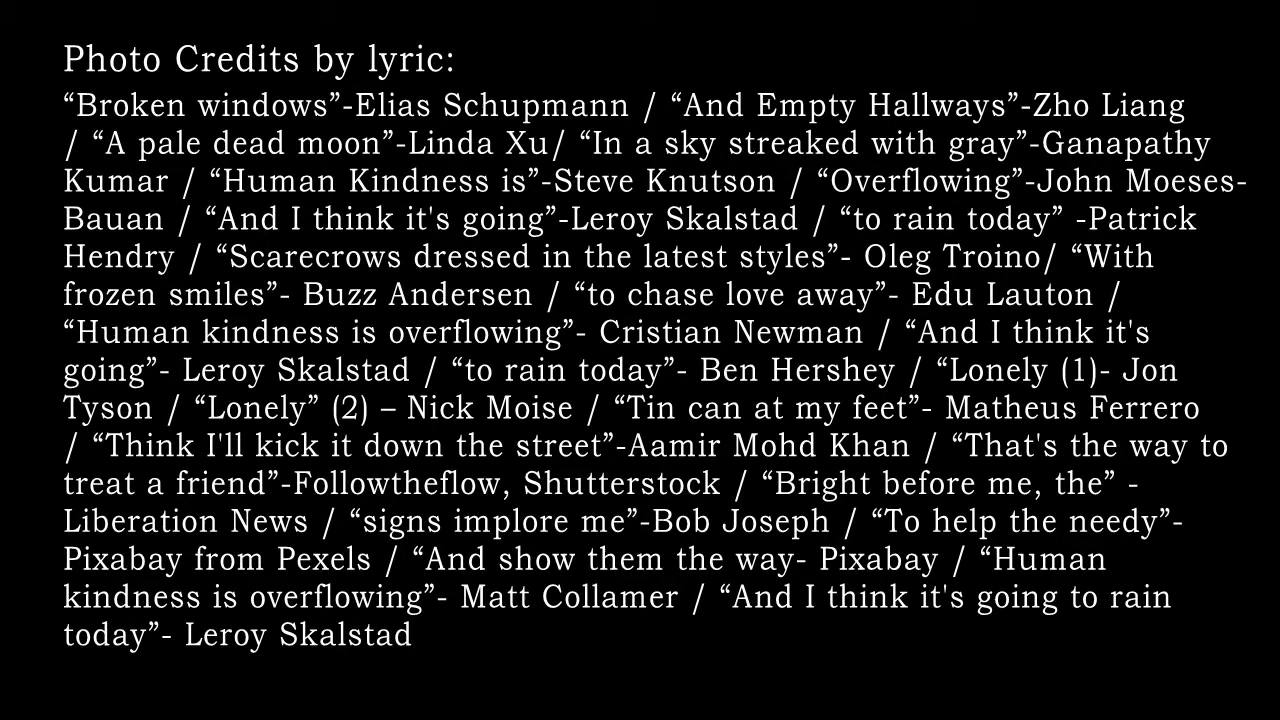 Photo Credits by lyric:
“Broken windows”-Elias Schupmann / “And Empty Hallways”-Zho Liang
/ “A pale dead moon”-Linda Xu/ “In a sky streaked with gray”-Ganapathy
Kumar / “Human Kindness is”-Steve Knutson / “Overflowing”-John Moeses-
Bauan / “And I think it's going”-Leroy Skalstad / “to rain today” -Patrick
Hendry / “Scarecrows dressed in the latest styles”- Oleg Troino/ “With
frozen smiles”- Buzz Andersen / “to chase love away”- Edu Lauton /
“Human kindness is overflowing”- Cristian Newman / “And I think it's
going”- Leroy Skalstad / “to rain today”- Ben Hershey / “Lonely (1)- Jon
Tyson / “Lonely” (2) – Nick Moise / “Tin can at my feet”- Matheus Ferrero
/ “Think I'll kick it down the street”-Aamir Mohd Khan / “That's the way to
treat a friend”-Followtheflow, Shutterstock / “Bright before me, the” -
Liberation News / “signs implore me”-Bob Joseph / “To help the needy”-
Pixabay from Pexels / “And show them the way- Pixabay / “Human
kindness is overflowing”- Matt Collamer / “And I think it's going to rain
today”- Leroy Skalstad